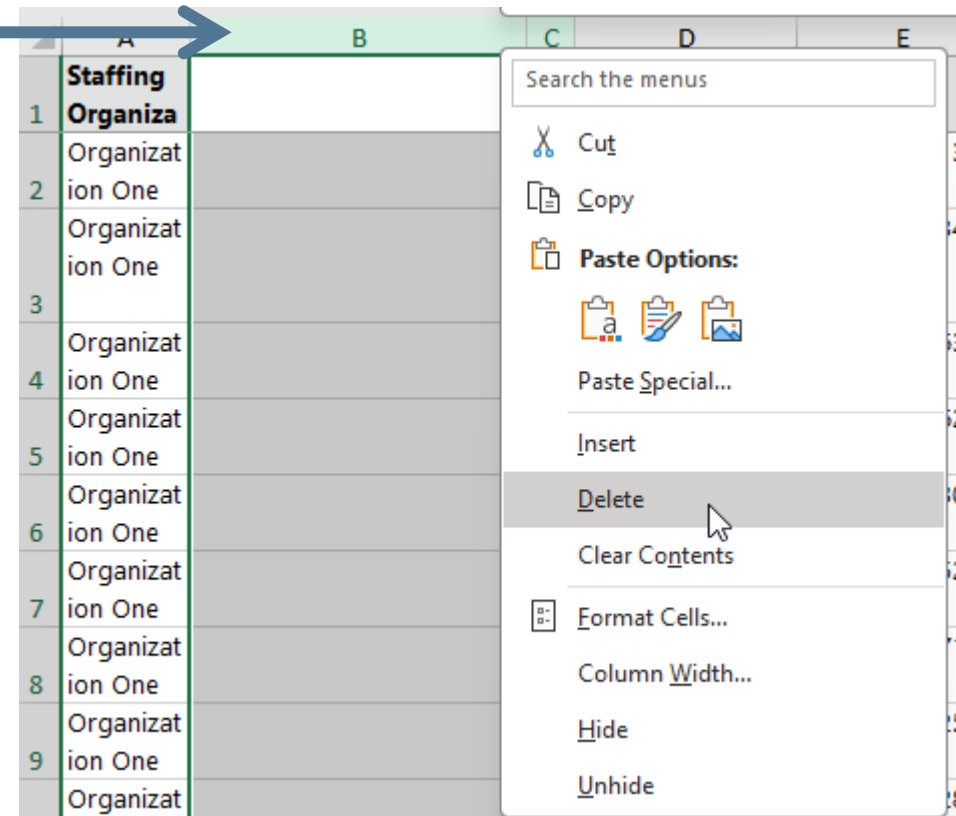 A B C D E
Staffing
1 Organiza
Organizat
2 ion One
Organizat
ion One
3
Organizat
4 ion One
Organizat
5 ion One
Organizat
6 ion One
Organizat
7 ion One
Organizat
8 ion One
Organizat
9 ion One
Organizat
Search the menus
Cut
Copy
Paste Options:
a
Paste Special...
Insert
Delete
Clear Contents
Format Cells...
Column Width...
Hide
Unhide